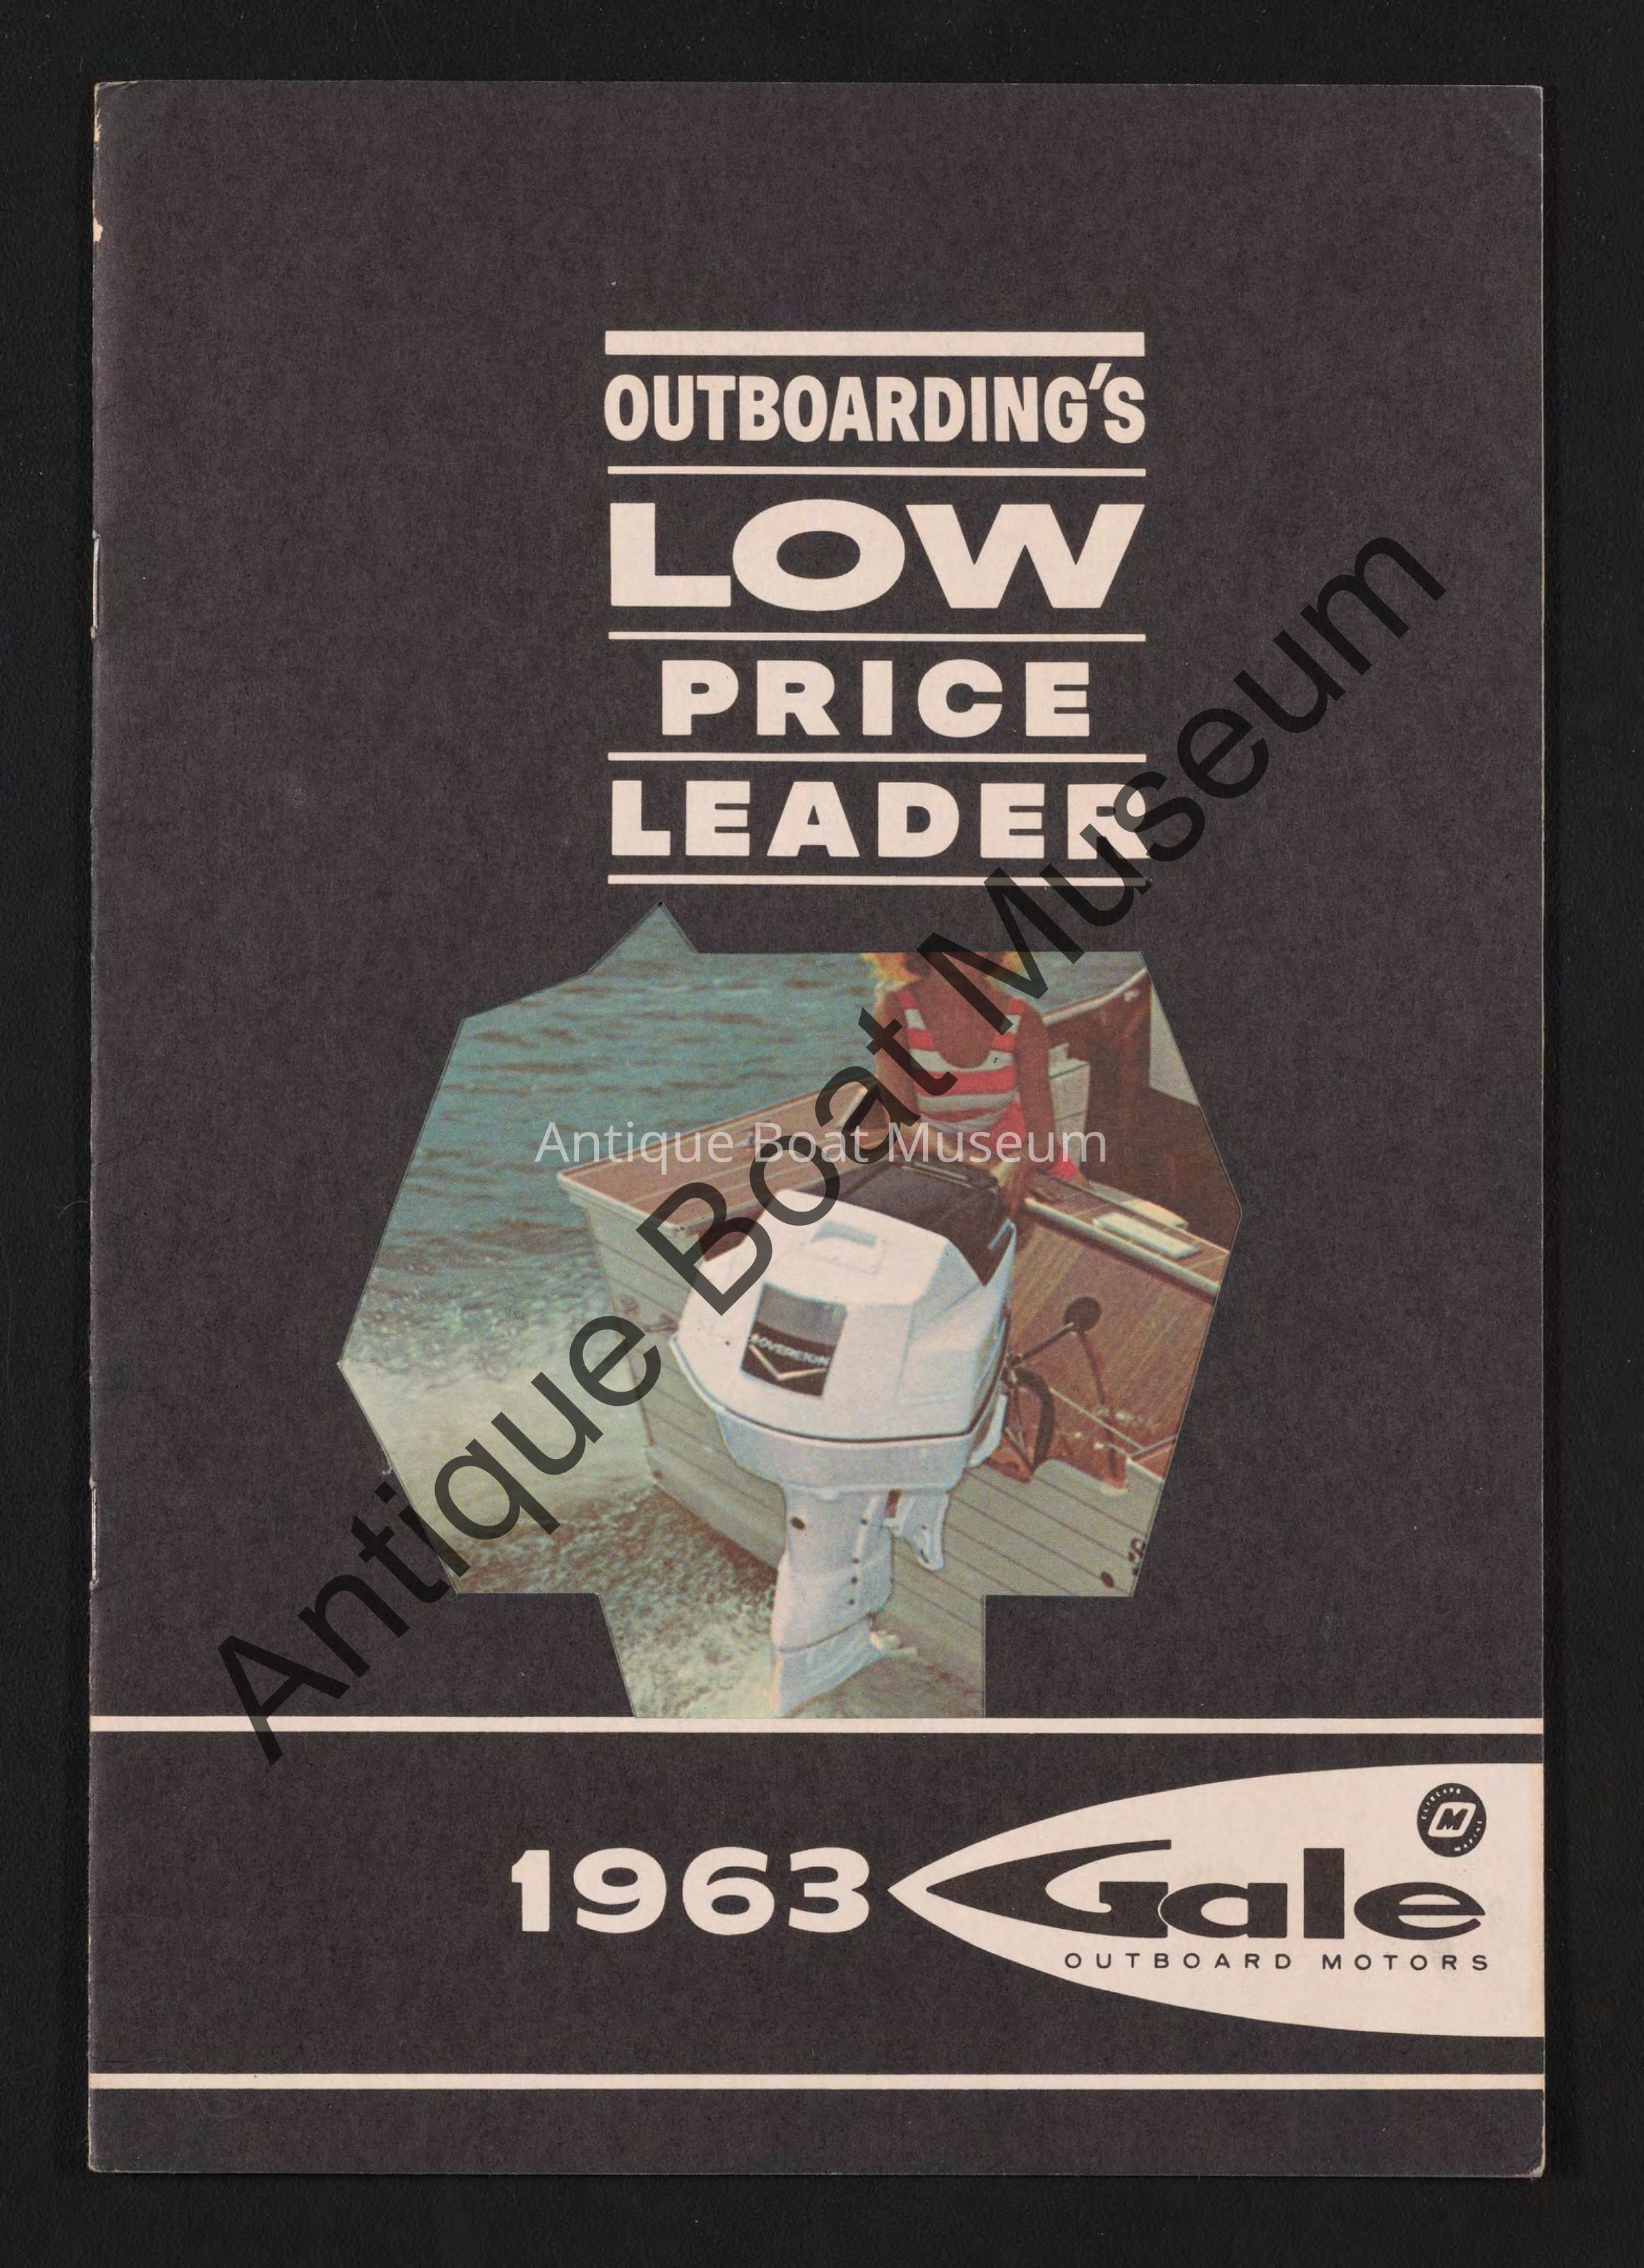 OUTBOARDING'S
LOW
PRICE
LEADER
Antique Boat Museum
Antique Boat Museum
SOVEREIGN
1963
Gale
OUTBOARD MOTORS
M